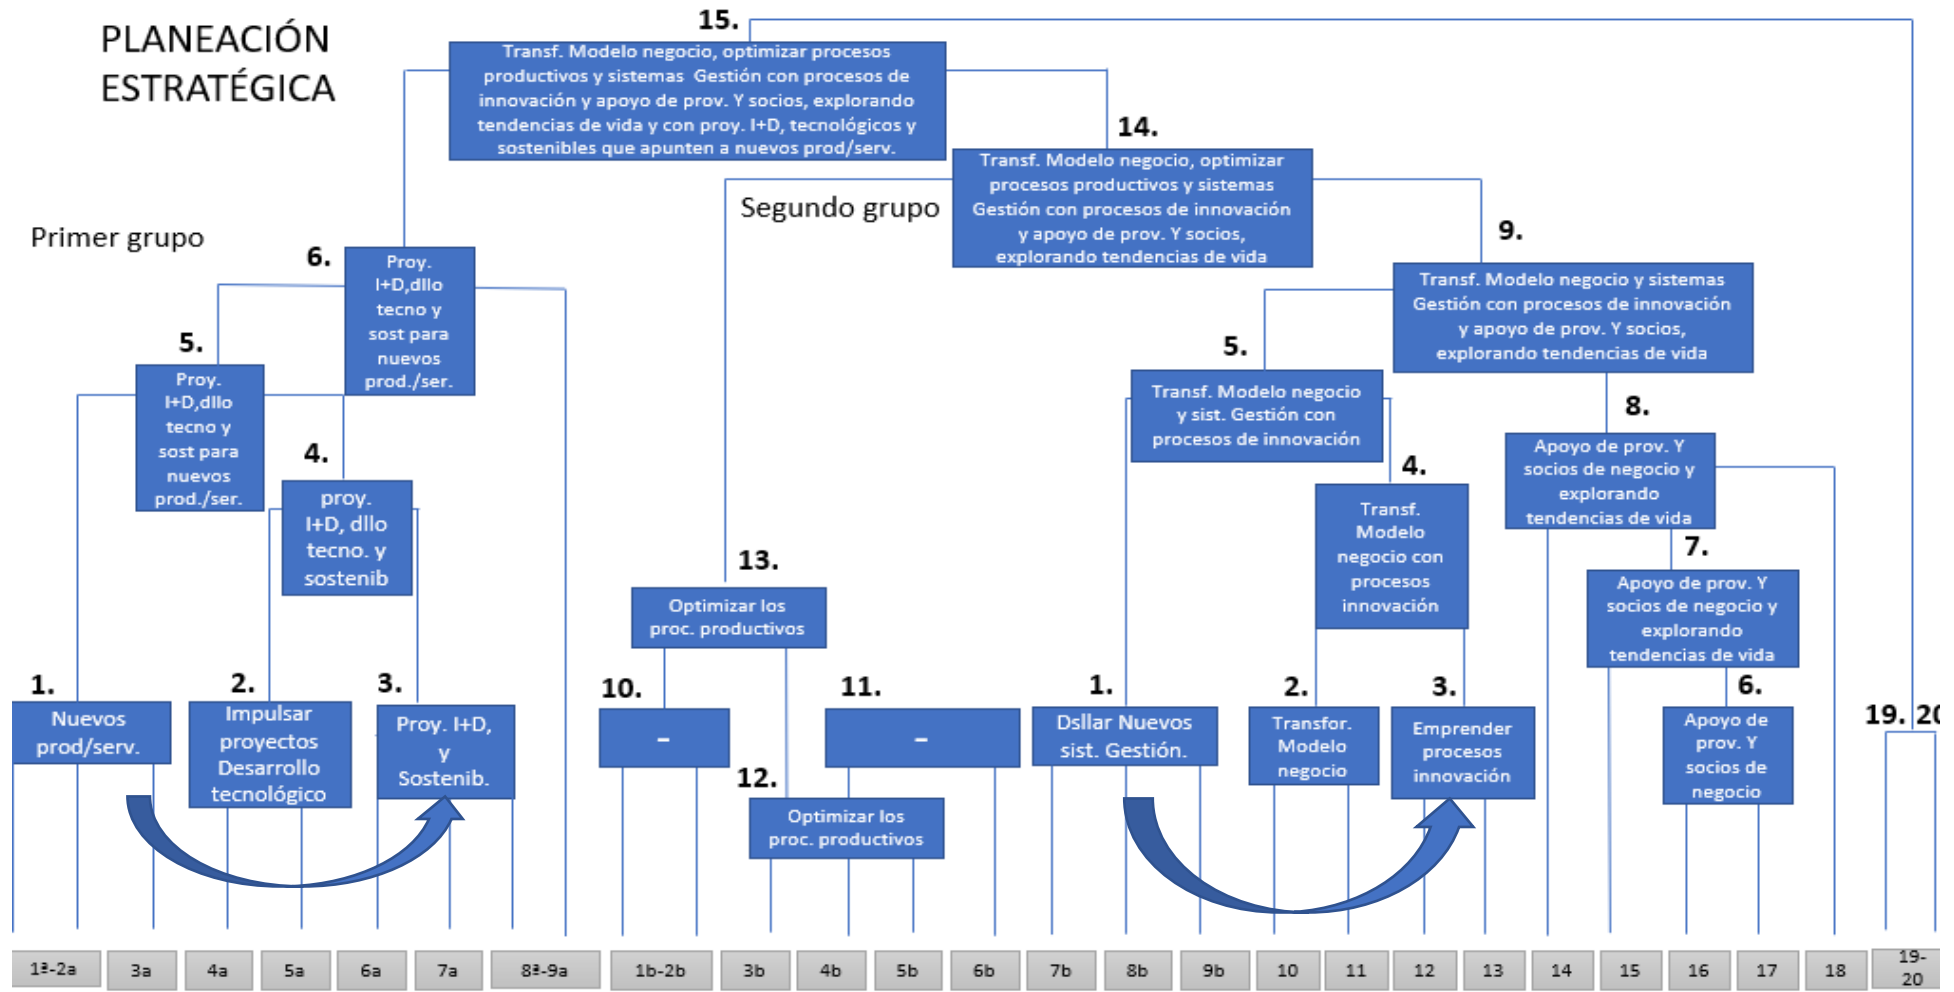 PLANEACIÓN
ESTRATÉGICA
15.
Transf. Modelo negocio, optimizar procesos
productivos y sistemas Gestión con procesos de
innovación y apoyo de prov. Y socios, explorando
tendencias de vida y con proy. I+D, tecnológicos y
sostenibles que apunten a nuevos prod/serv.
14.
Transf. Modelo negocio, optimizar
procesos productivos y sistemas
Gestión con procesos de innovación
y apoyo de prov. Y socios,
explorando tendencias de vida
Segundo grupo
Primer grupo
6.
Proy.
I+D,dllo
tecno y
sost para
nuevos
prod./ser.
9.
Transf. Modelo negocio y sistemas
Gestión con procesos de innovación
y apoyo de prov. Y socios,
explorando tendencias de vida
5.
Proy.
I+D,dllo
tecno y
sost para
nuevos
prod./ser.
5.
Transf. Modelo negocio
y sist. Gestión con
procesos de innovación
8.
Apoyo de prov. Y
socios de negocio y
explorando
tendencias de vida
4.
proy.
I+D, dllo
tecno. y
sostenib
4.
Transf.
Modelo
negocio con
procesos
innovación
13.
Optimizar los
proc. productivos
7.
Apoyo de prov. Y
socios de negocio y
explorando
tendencias de vida
1.
Nuevos
prod/serv.
2.
Impulsar
proyectos
Desarrollo
tecnológico
3.
Proy. I+D,
y
Sostenib.
10.
–
11.
–
12.
Optimizar los
proc. productivos
1.
Dsllar Nuevos
sist. Gestión.
2.
Transfor.
Modelo
negocio
3.
Emprender
procesos
innovación
6.
Apoyo de
prov. Y
socios de
negocio
19. 20
1ª-2a
3a
4a
5a
6a
7a
8ª-9a
1b-2b
3b
4b
5b
6b
7b
8b
9b
10
11
12
13
14
15
16
17
18
19-
20